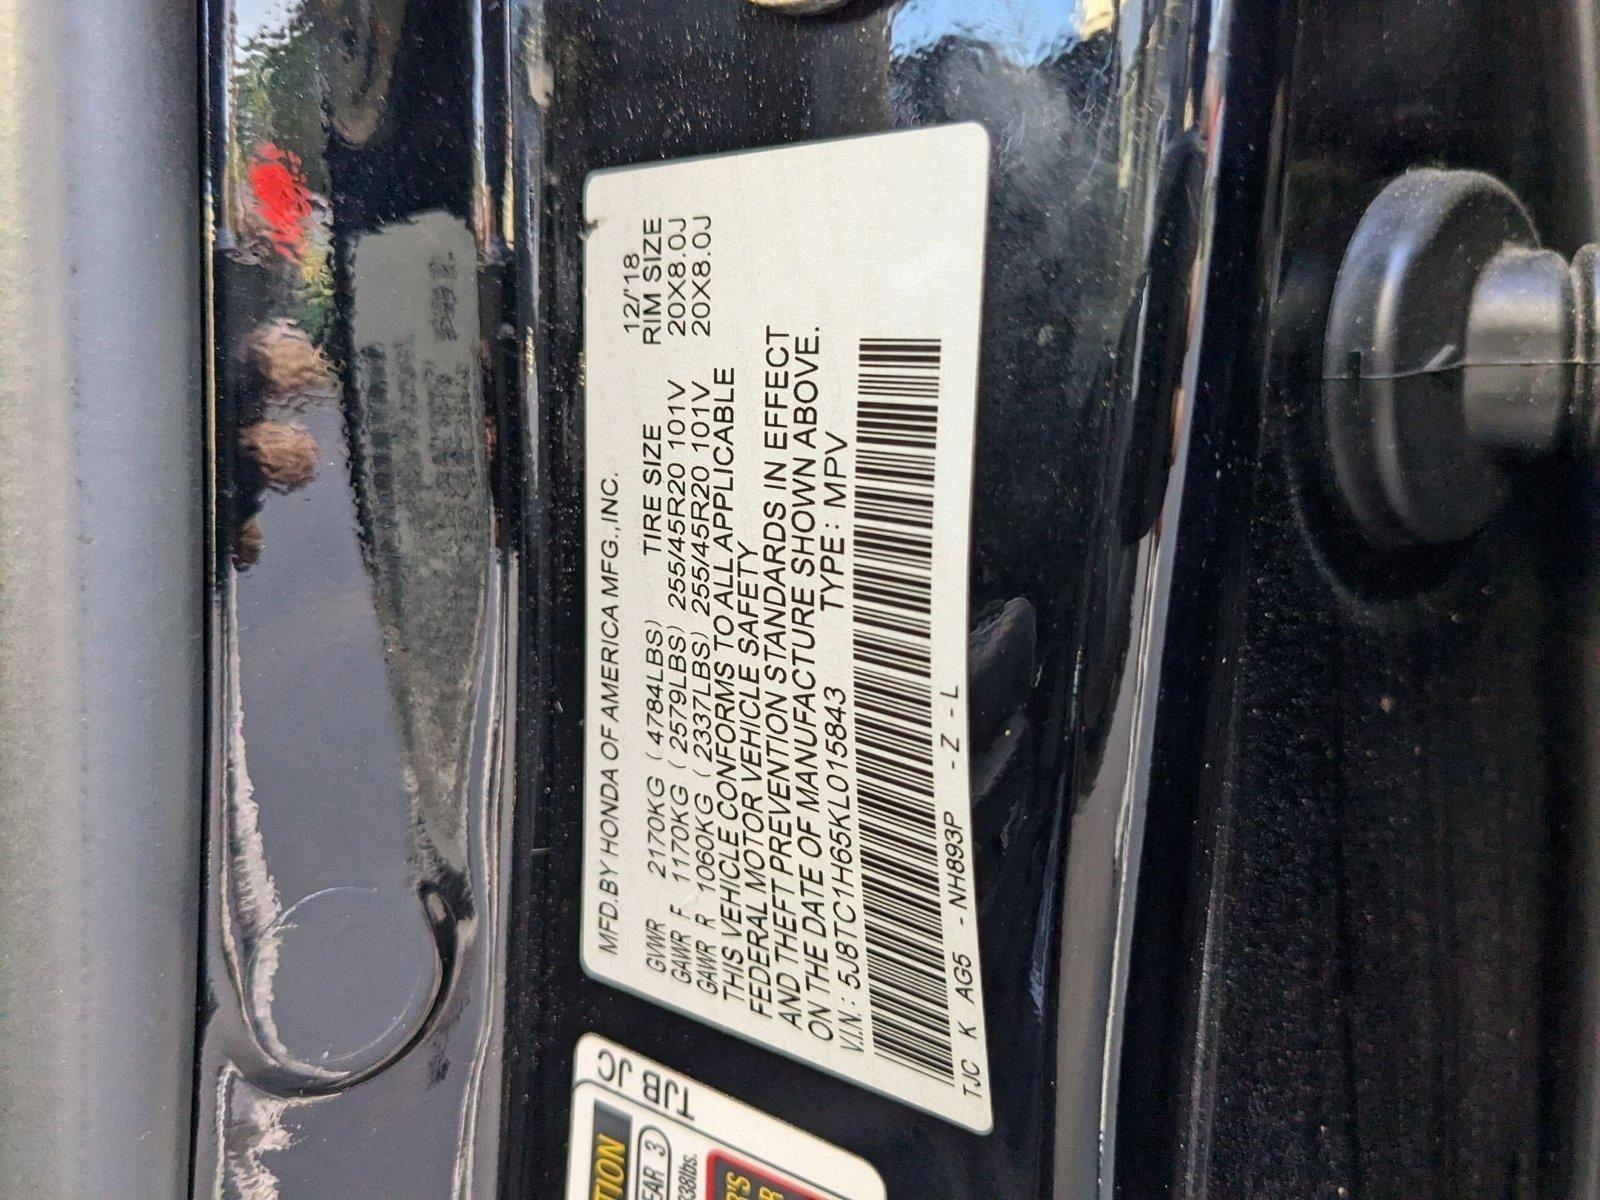 MFD.BY HONDA OF AMERICA MFG.,INC.
12/'18
GVWR 2170KG (4784LBS) TIRE SIZE RIM SIZE
GAWR F 1170KG (2579LBS) 255/45R20 101V 20X8.0J
GAWR R 1060KG (2337LBS) 255/45R20 101V 20X8.0J
THIS VEHICLE CONFORMS TO ALL APPLICABLE
FEDERAL MOTOR VEHICLE SAFETY
AND THEFT PREVENTION STANDARDS IN EFFECT
ON THE DATE OF MANUFACTURE SHOWN ABOVE.
V.I.N.: 5J8TC1H65KL015843 TYPE: MPV
TJC K AG5 - NH893P - Z - L
TJB JC
3